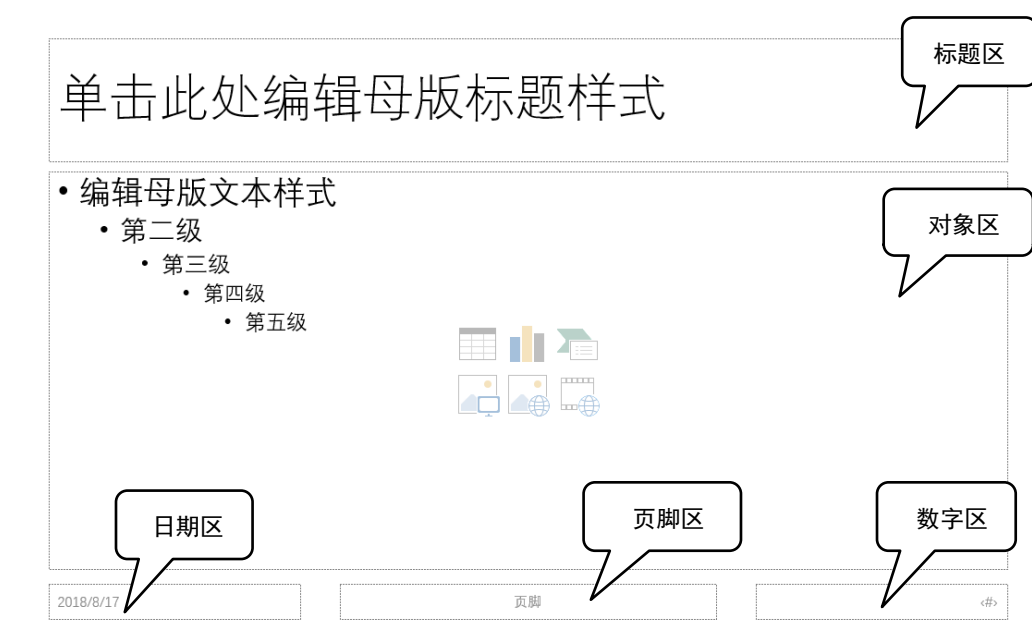 标题区
单击此处编辑母版标题样式
• 编辑母版文本样式
对象区
• 第二级
• 第三级
• 第四级
• 第五级
日期区
页脚区
数字区
2018/8/17
页脚
‹#›